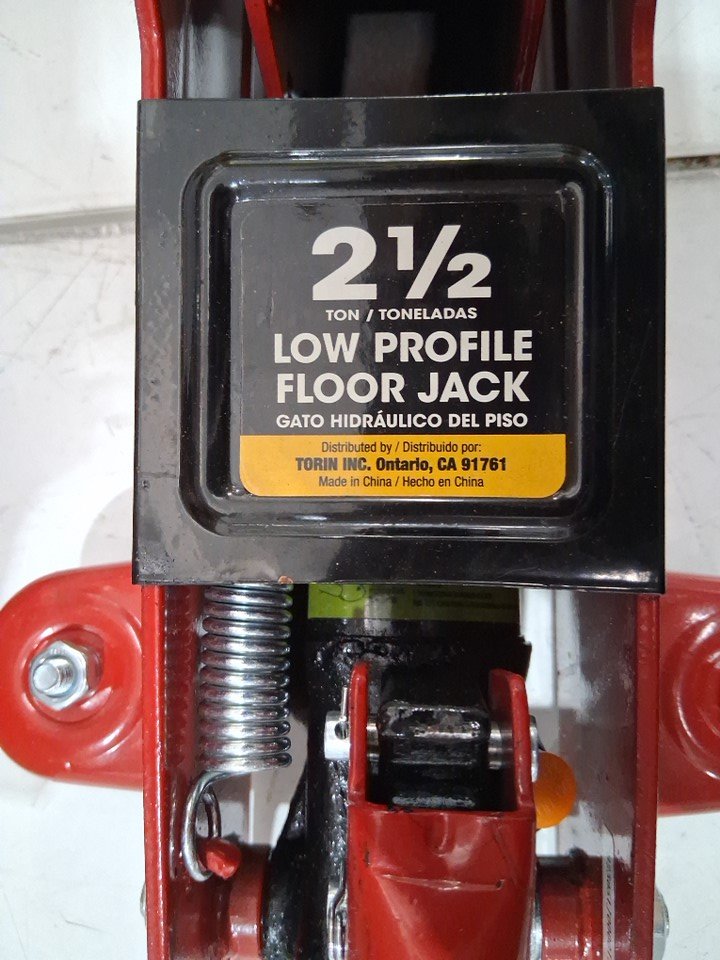 2½
TON / TONELADAS
LOW PROFILE
FLOOR JACK
GATO HIDRÁULICO DEL PISO
Distributed by / Distribuido por:
TORIN INC. Ontario, CA 91761
Made in China / Hecho en China